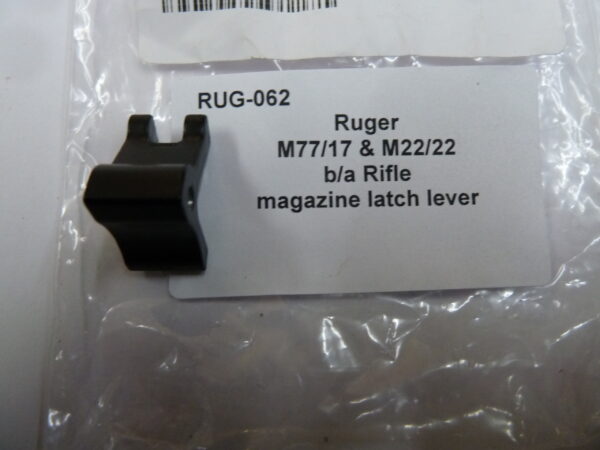 RUG-062
Ruger
M77/17 & M22/22
b/a Rifle
magazine latch lever